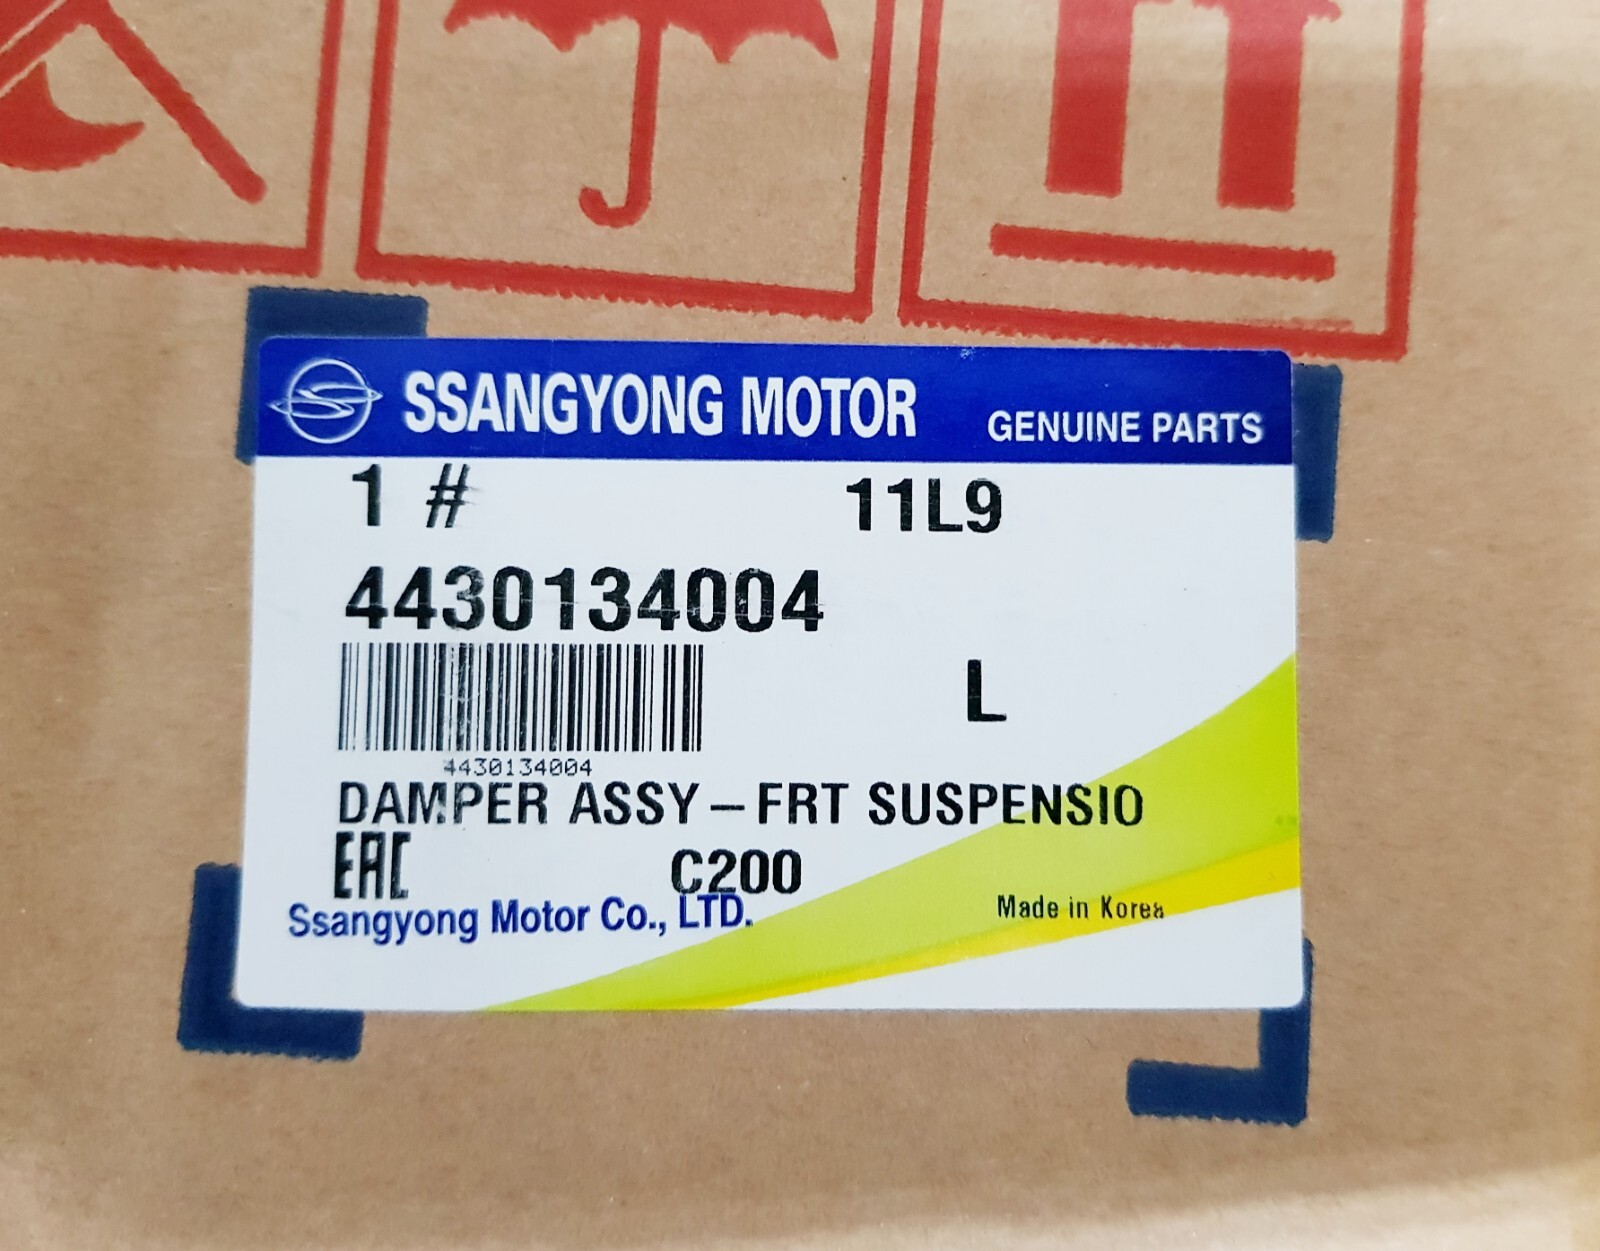 SSANGYONG MOTOR GENUINE PARTS
1 # 11L9
4430134004
L
4430134004
DAMPER ASSY-FRT SUSPENSIO
EAC C200
Ssangyong Motor Co., LTD. Made in Korea